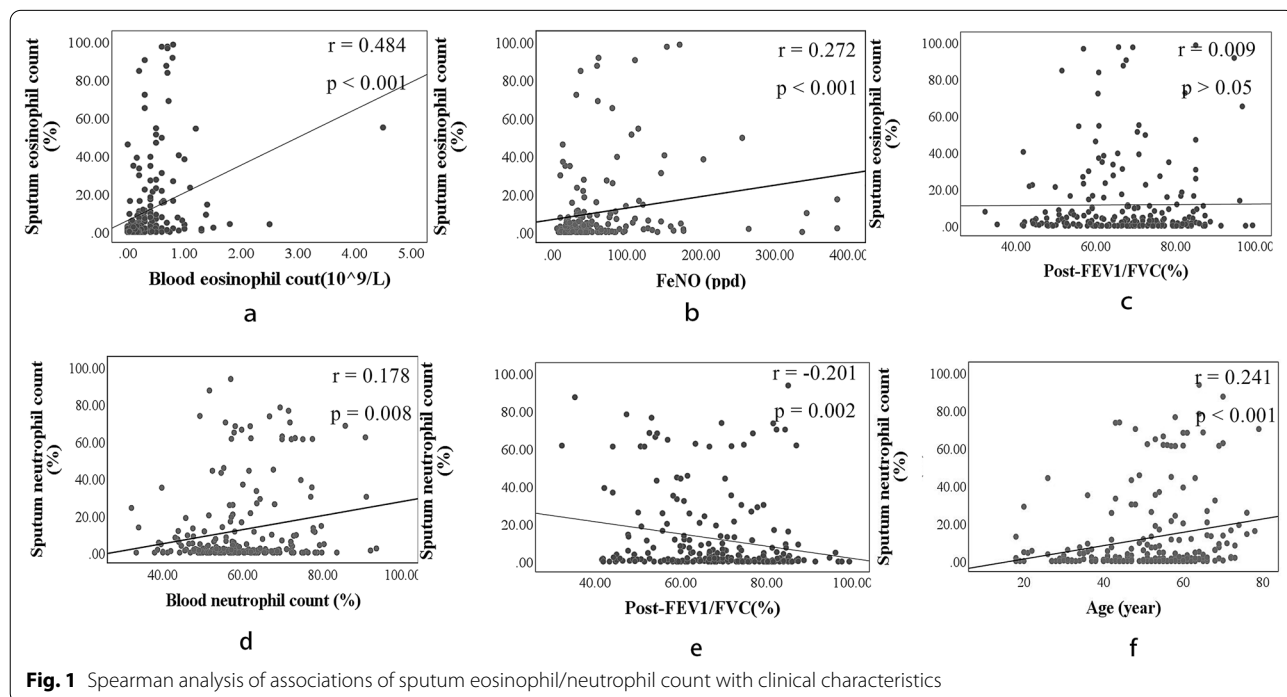 Sputum eosinophil count
(%)
100.00
80.00
60.00
40.00
20.00
.00
r = 0.484
p < 0.001
.00 1.00 2.00 3.00 4.00 5.00
Blood eosinophil cout(10^9/L)
a
Sputum eosinophil count
(%)
100.00
80.00
60.00
40.00
20.00
.00
r = 0.272
p < 0.001
.00 100.00 200.00 300.00 400.00
FeNO (ppd)
b
Sputum eosinophil count
(%)
100.00
80.00
60.00
40.00
20.00
.00
r = 0.009
p > 0.05
40.00 60.00 80.00 100.00
Post-FEV1/FVC(%)
c
Sputum neutrophil count
(%)
100.00
80.00
60.00
40.00
20.00
.00
r = 0.178
p = 0.008
40.00 60.00 80.00 100.00
Blood neutrophil count (%)
d
Sputum neutrophil count
(%)
100.00
80.00
60.00
40.00
20.00
.00
r = -0.201
p = 0.002
40.00 60.00 80.00 100.00
Post-FEV1/FVC(%)
e
Sputum neutrophil count
(%)
100.00
80.00
60.00
40.00
20.00
.00
r = 0.241
p < 0.001
20 40 60 80
Age (year)
f
Fig. 1 Spearman analysis of associations of sputum eosinophil/neutrophil count with clinical characteristics